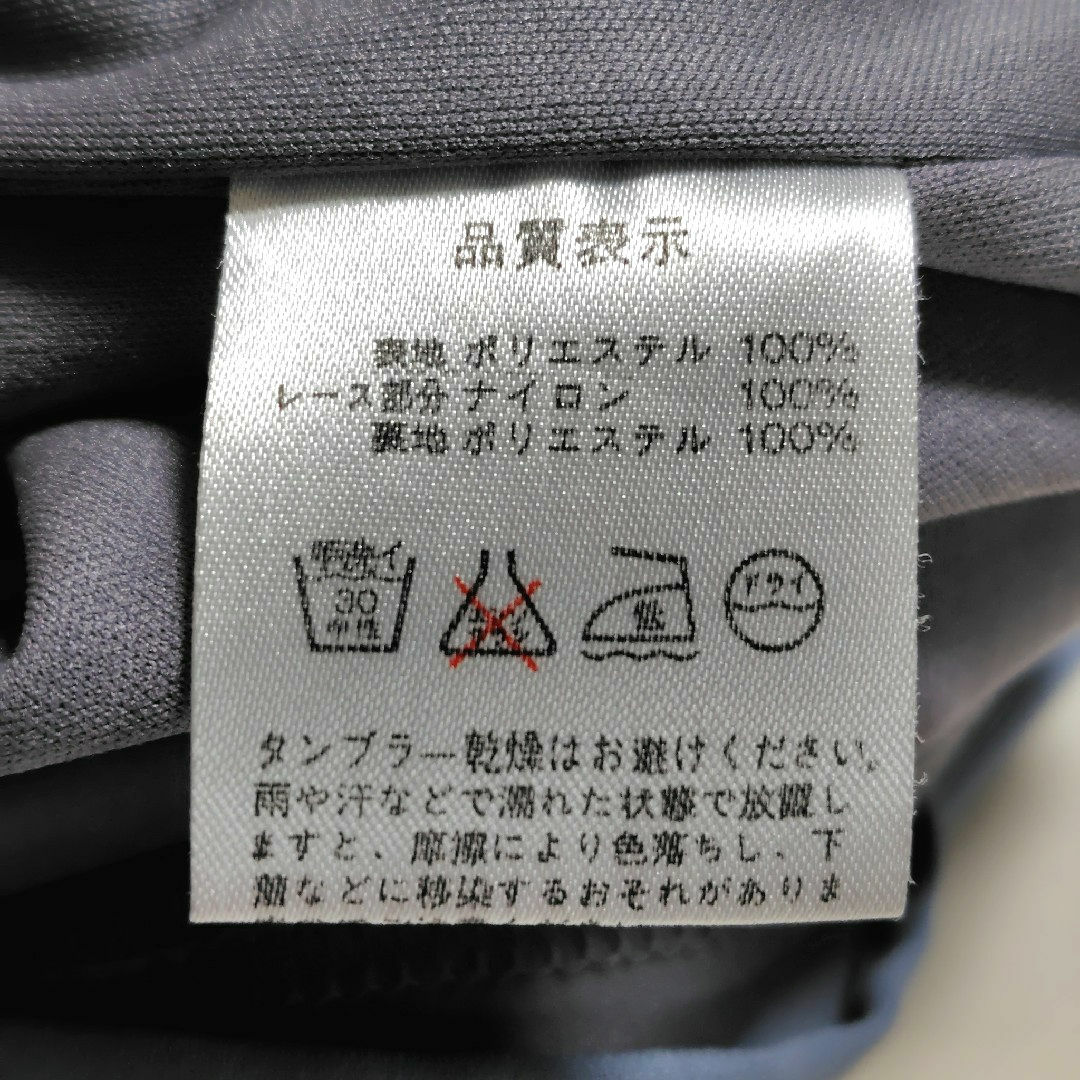 品質表示
表地 ポリエステル 100%
レース部分 ナイロン 100%
裏地 ポリエステル 100%
手洗イ
30
中性
低
ドライ
タンブラー乾燥はお避けください。
雨や汗などで濡れた状態で放置し
ますと、摩擦により色落ちし、下
着などに移染するおそれがありま